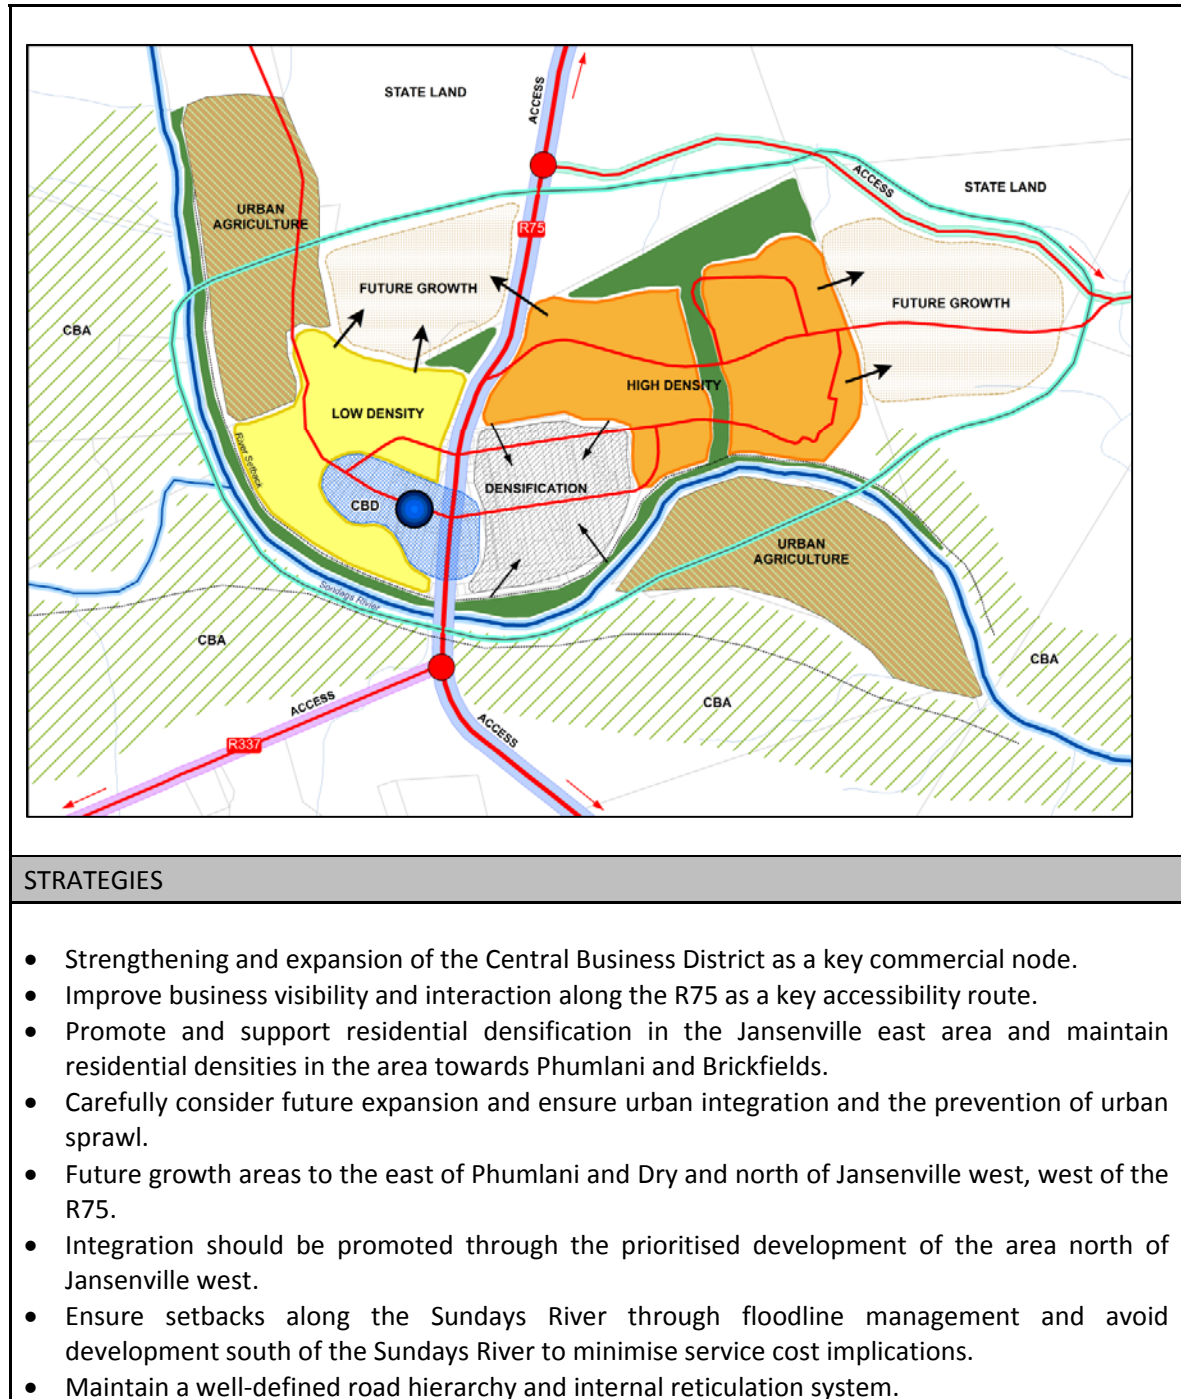 STATE LAND
ACCESS
ACCESS
STATE LAND
URBAN
AGRICULTURE
R75
FUTURE GROWTH
FUTURE GROWTH
CBA
HIGH DENSITY
LOW DENSITY
River Setback
DENSIFICATION
CBD
URBAN
AGRICULTURE
Sondags Rivier
CBA
CBA
CBA
ACCESS
ACCESS
R337
STRATEGIES
• Strengthening and expansion of the Central Business District as a key commercial node.
• Improve business visibility and interaction along the R75 as a key accessibility route.
• Promote and support residential densification in the Jansenville east area and maintain
residential densities in the area towards Phumlani and Brickfields.
• Carefully consider future expansion and ensure urban integration and the prevention of urban
sprawl.
• Future growth areas to the east of Phumlani and Dry and north of Jansenville west, west of the
R75.
• Integration should be promoted through the prioritised development of the area north of
Jansenville west.
• Ensure setbacks along the Sundays River through floodline management and avoid
development south of the Sundays River to minimise service cost implications.
• Maintain a well-defined road hierarchy and internal reticulation system.